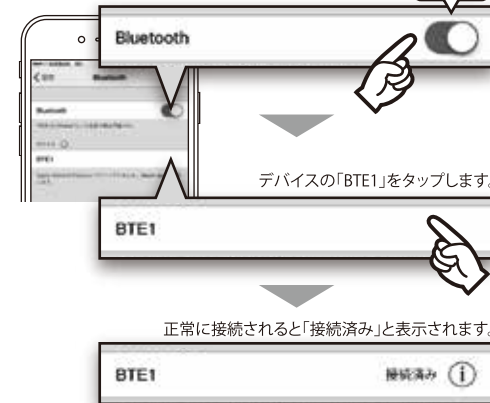 Bluetooth
デバイスの「BTE1」をタップします。
BTE1
正常に接続されると「接続済み」と表示されます。
BTE1 接続済み